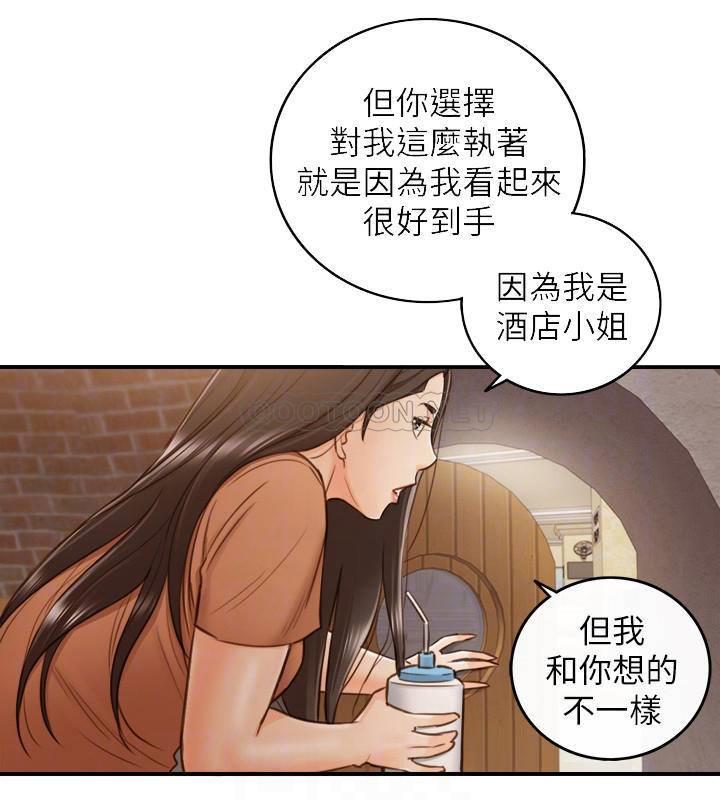 但你選擇
對我這麼執著
就是因為我看起來
很好到手
因為我是
酒店小姐
但我
和你想的
不一樣